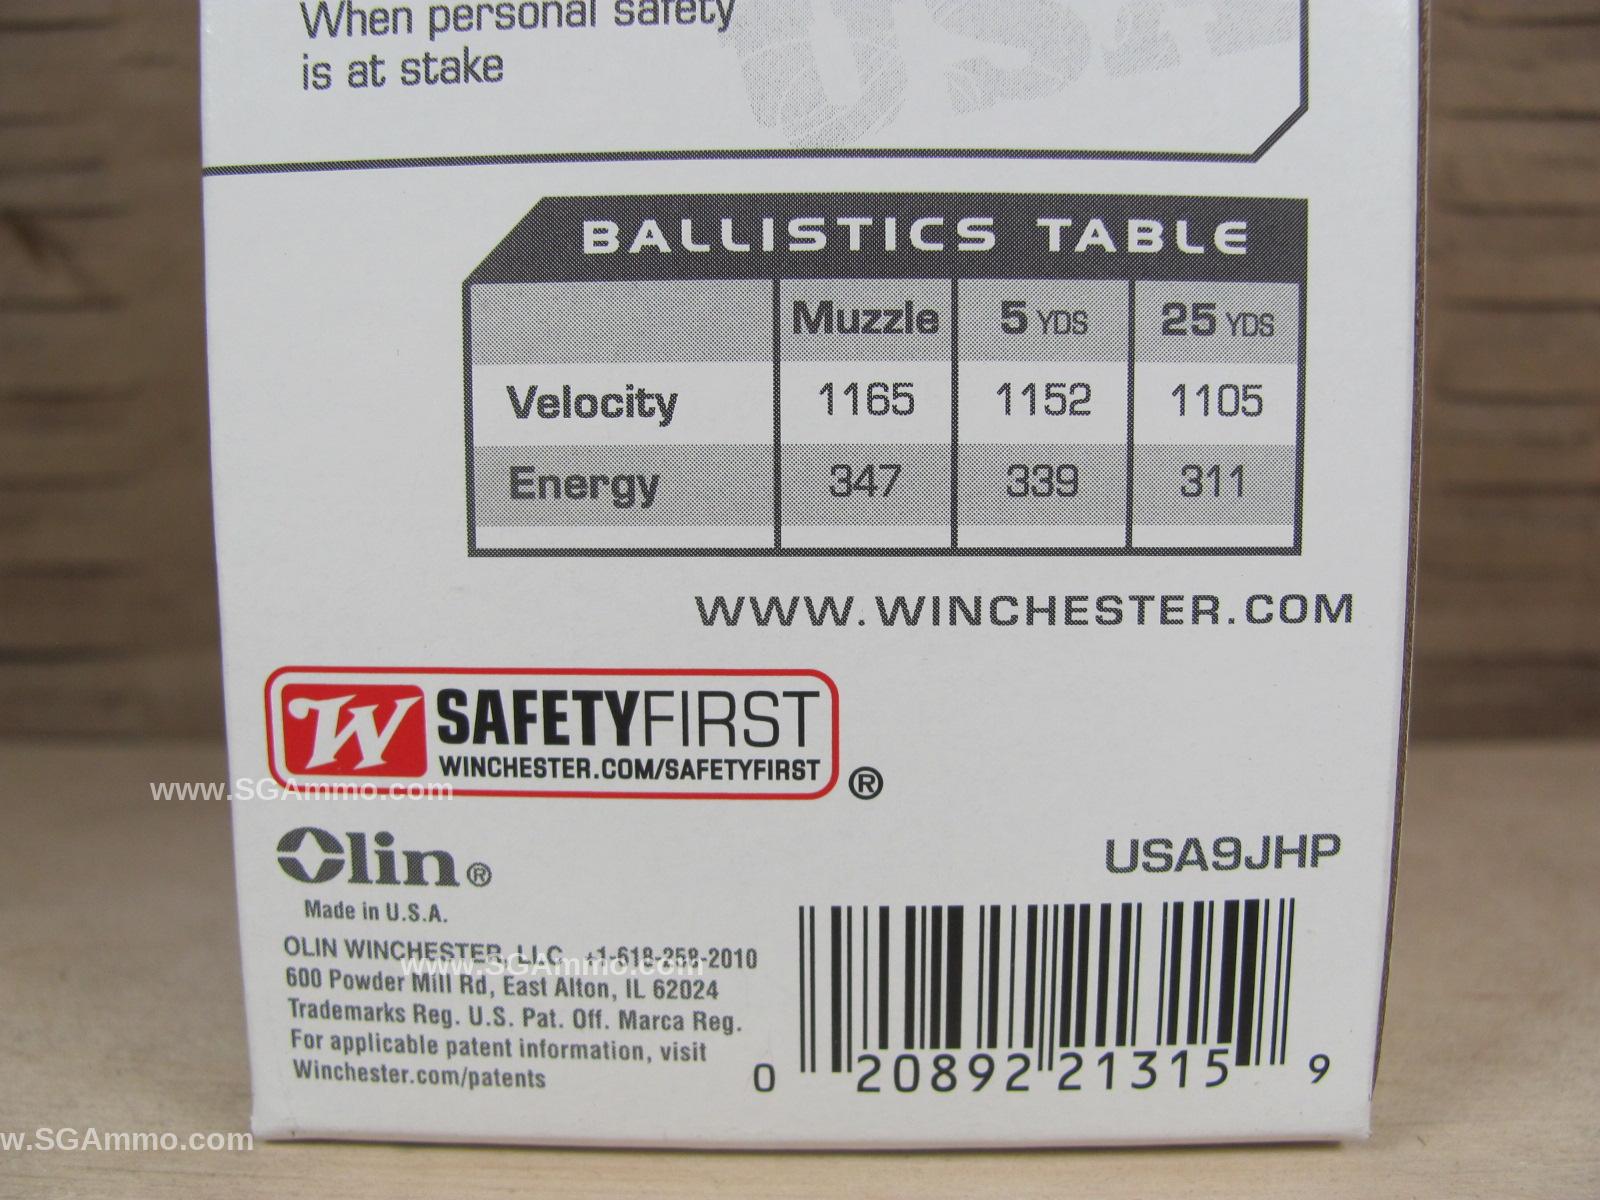 When personal safety
is at stake
BALLISTICS TABLE
Muzzle 5 YDS 25 YDS
Velocity 1165 1152 1105
Energy 347 339 311
WWW.WINCHESTER.COM
W SAFETYFIRST
WINCHESTER.COM/SAFETYFIRST ®
www.SGAmmo.com
Olin®
USA9JHP
Made in U.S.A.
OLIN WINCHESTER, LLC +1-618-258-2010
www.SGAmmo.com
600 Powder Mill Rd, East Alton, IL 62024
Trademarks Reg. U.S. Pat. Off. Marca Reg.
For applicable patent information, visit
Winchester.com/patents
0 20892 21315 9
w.SGAmmo.com